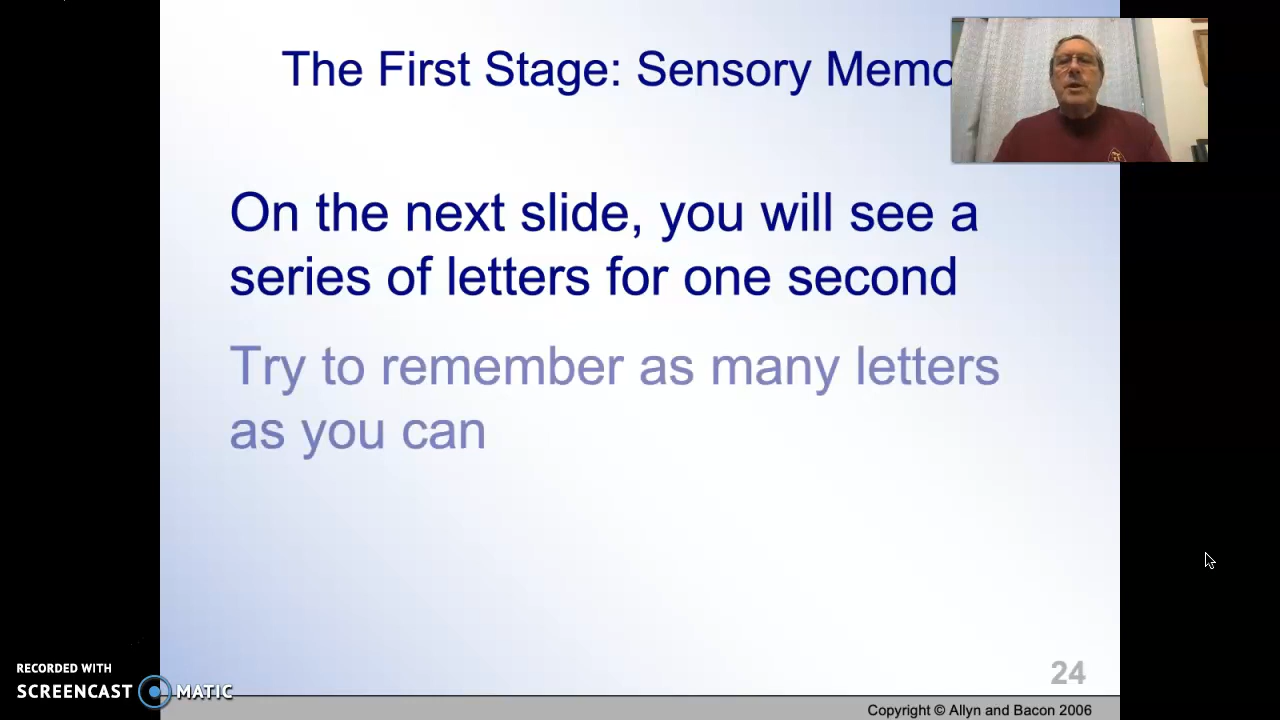 The First Stage: Sensory Memo
On the next slide, you will see a
series of letters for one second
Try to remember as many letters
as you can
24
Copyright © Allyn and Bacon 2006
RECORDED WITH
SCREENCAST MATIC